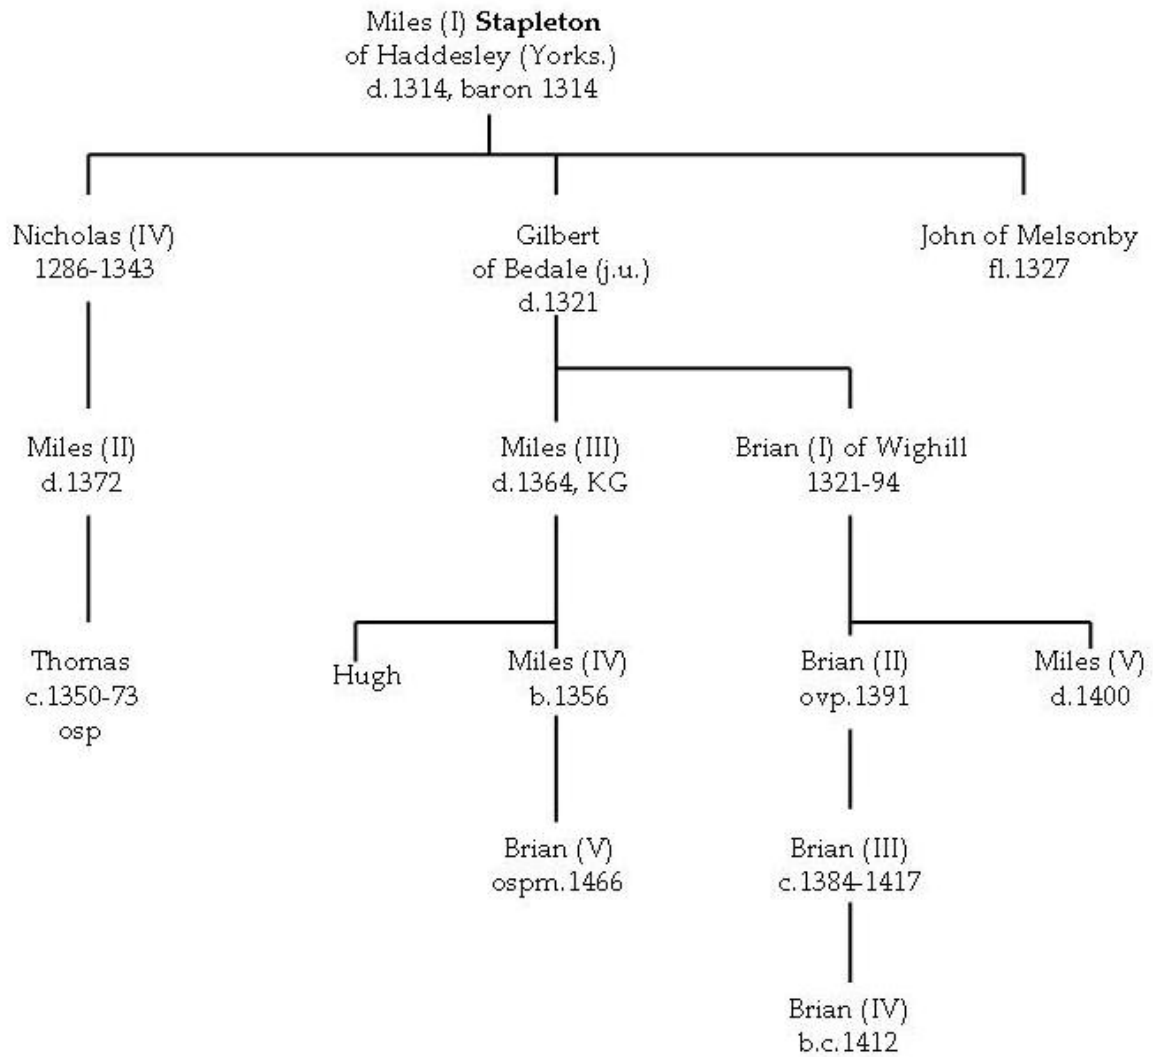 Miles (I) Stapleton
of Haddesley (Yorks.)
d.1314, baron 1314
Nicholas (IV)
1286-1343
Gilbert
of Bedale (j.u.)
d.1321
John of Melsonby
fl.1327
Miles (II)
d.1372
Miles (III)
d.1364, KG
Brian (I) of Wighill
1321-94
Thomas
c.1350-73
osp
Hugh
Miles (IV)
b.1356
Brian (II)
ovp.1391
Miles (V)
d.1400
Brian (V)
ospm.1466
Brian (III)
c.1384-1417
Brian (IV)
b.c.1412